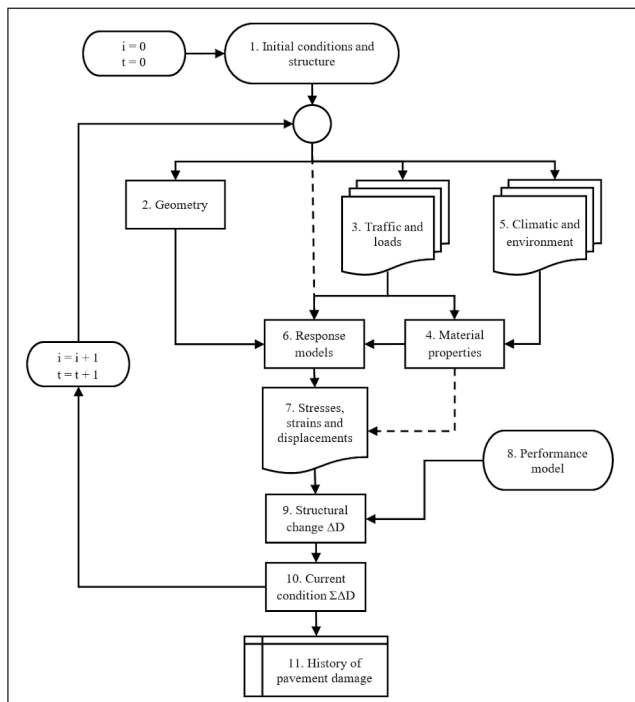 i = 0
t = 0
1. Initial conditions and
structure
2. Geometry
3. Traffic and
loads
5. Climatic and
environment
6. Response
models
4. Material
properties
i = i + 1
t = t + 1
7. Stresses,
strains and
displacements
8. Performance
model
9. Structural
change ΔD
10. Current
condition ΣΔD
11. History of
pavement damage